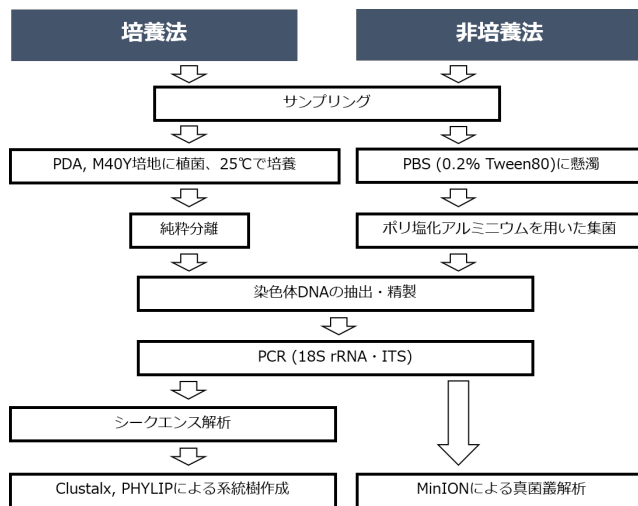 培養法
非培養法
サンプリング
PDA, M40Y培地に植菌、25℃で培養
PBS (0.2% Tween80)に懸濁
純粋分離
ポリ塩化アルミニウムを用いた集菌
染色体DNAの抽出・精製
PCR (18S rRNA・ITS)
シークエンス解析
Clustalx, PHYLIPによる系統樹作成
MinIONによる真菌叢解析